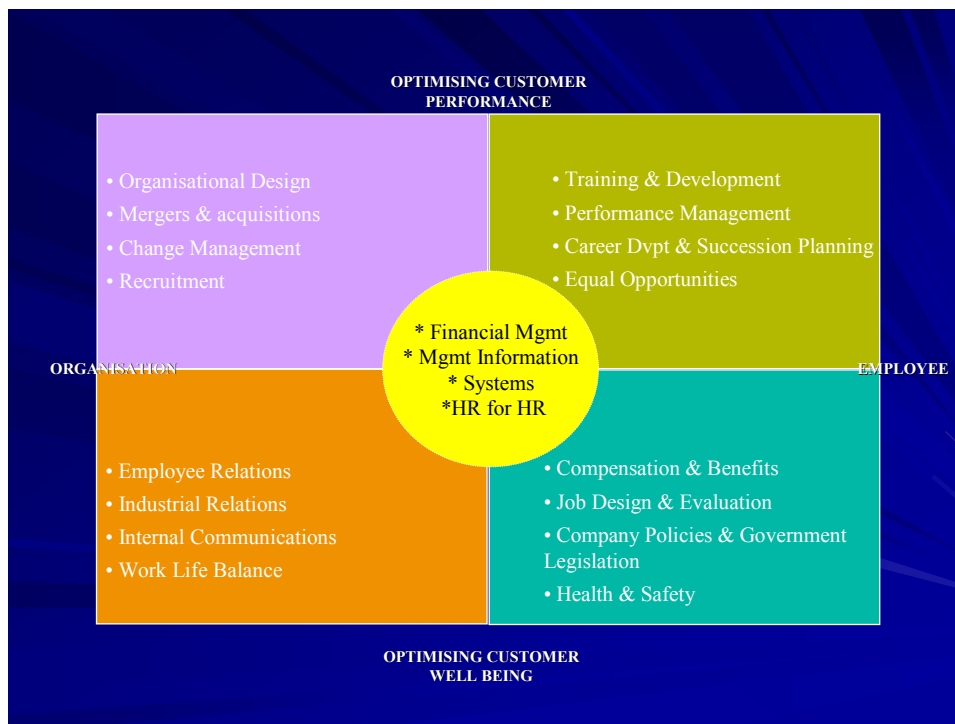 OPTIMISING CUSTOMER
PERFORMANCE
• Organisational Design
• Mergers & acquisitions
• Change Management
• Recruitment
• Training & Development
• Performance Management
• Career Dvpt & Succession Planning
• Equal Opportunities
* Financial Mgmt
* Mgmt Information
* Systems
*HR for HR
ORGANISATION
EMPLOYEE
• Employee Relations
• Industrial Relations
• Internal Communications
• Work Life Balance
• Compensation & Benefits
• Job Design & Evaluation
• Company Policies & Government
Legislation
• Health & Safety
OPTIMISING CUSTOMER
WELL BEING